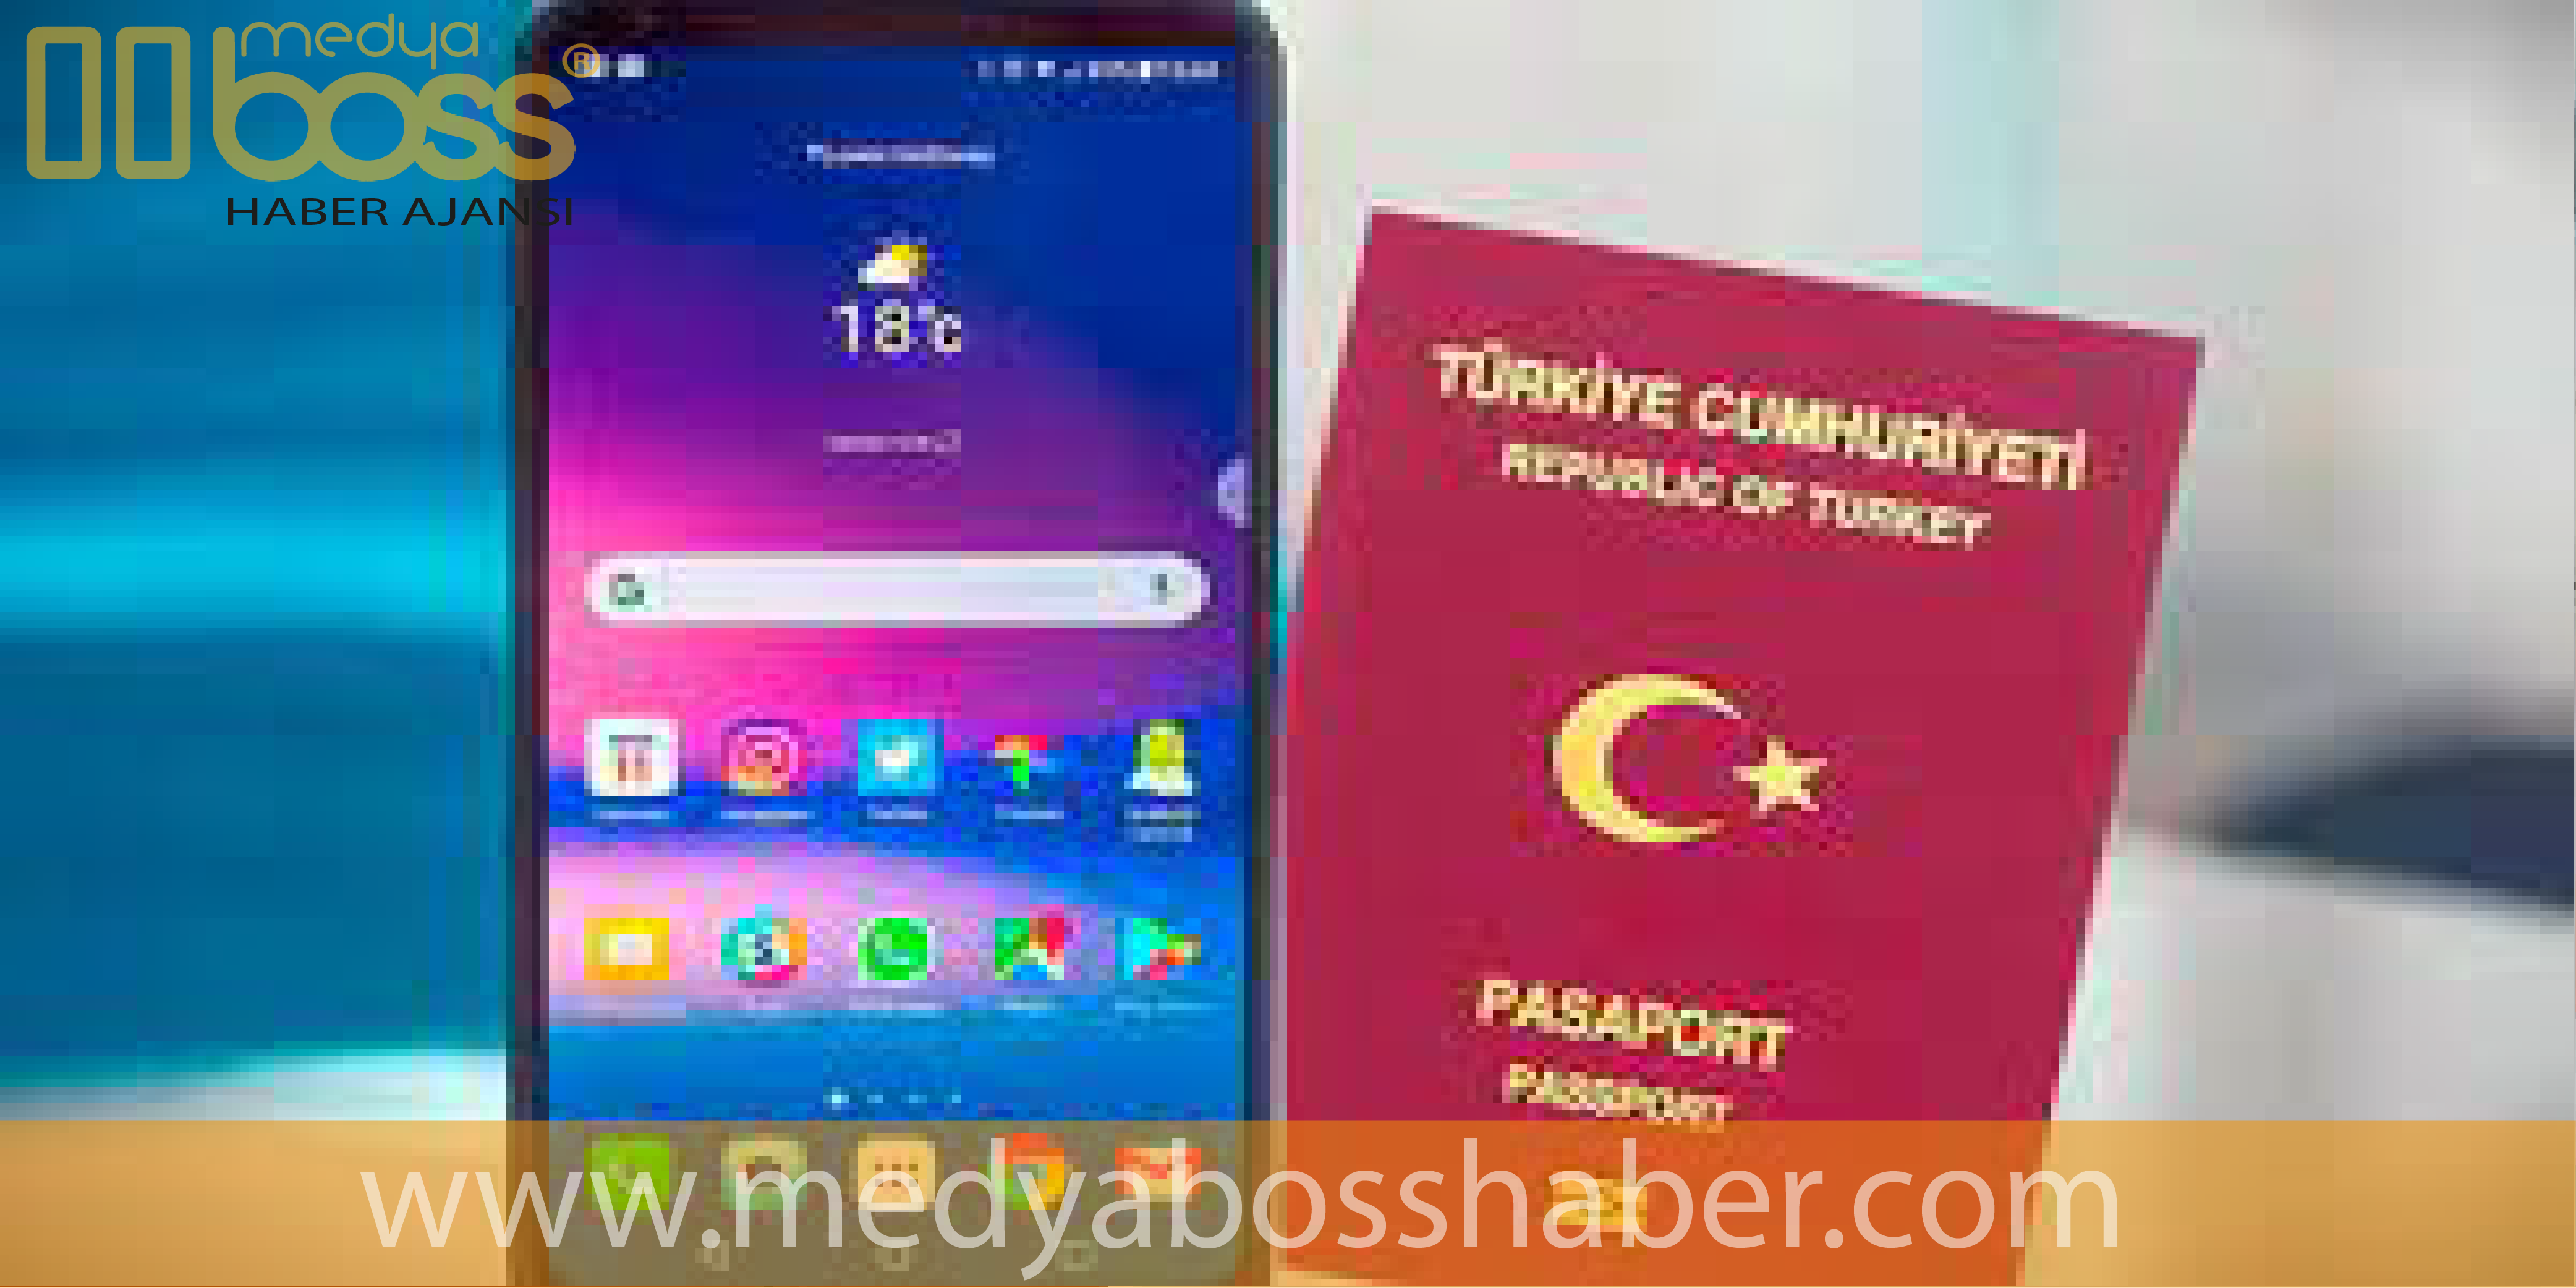 medya
boss®
HABER AJANSI
18°C
TÜRKİYE CUMHURİYETİ
REPUBLIC OF TURKEY
PASAPORT
PASSPORT
www.medyabosshaber.com